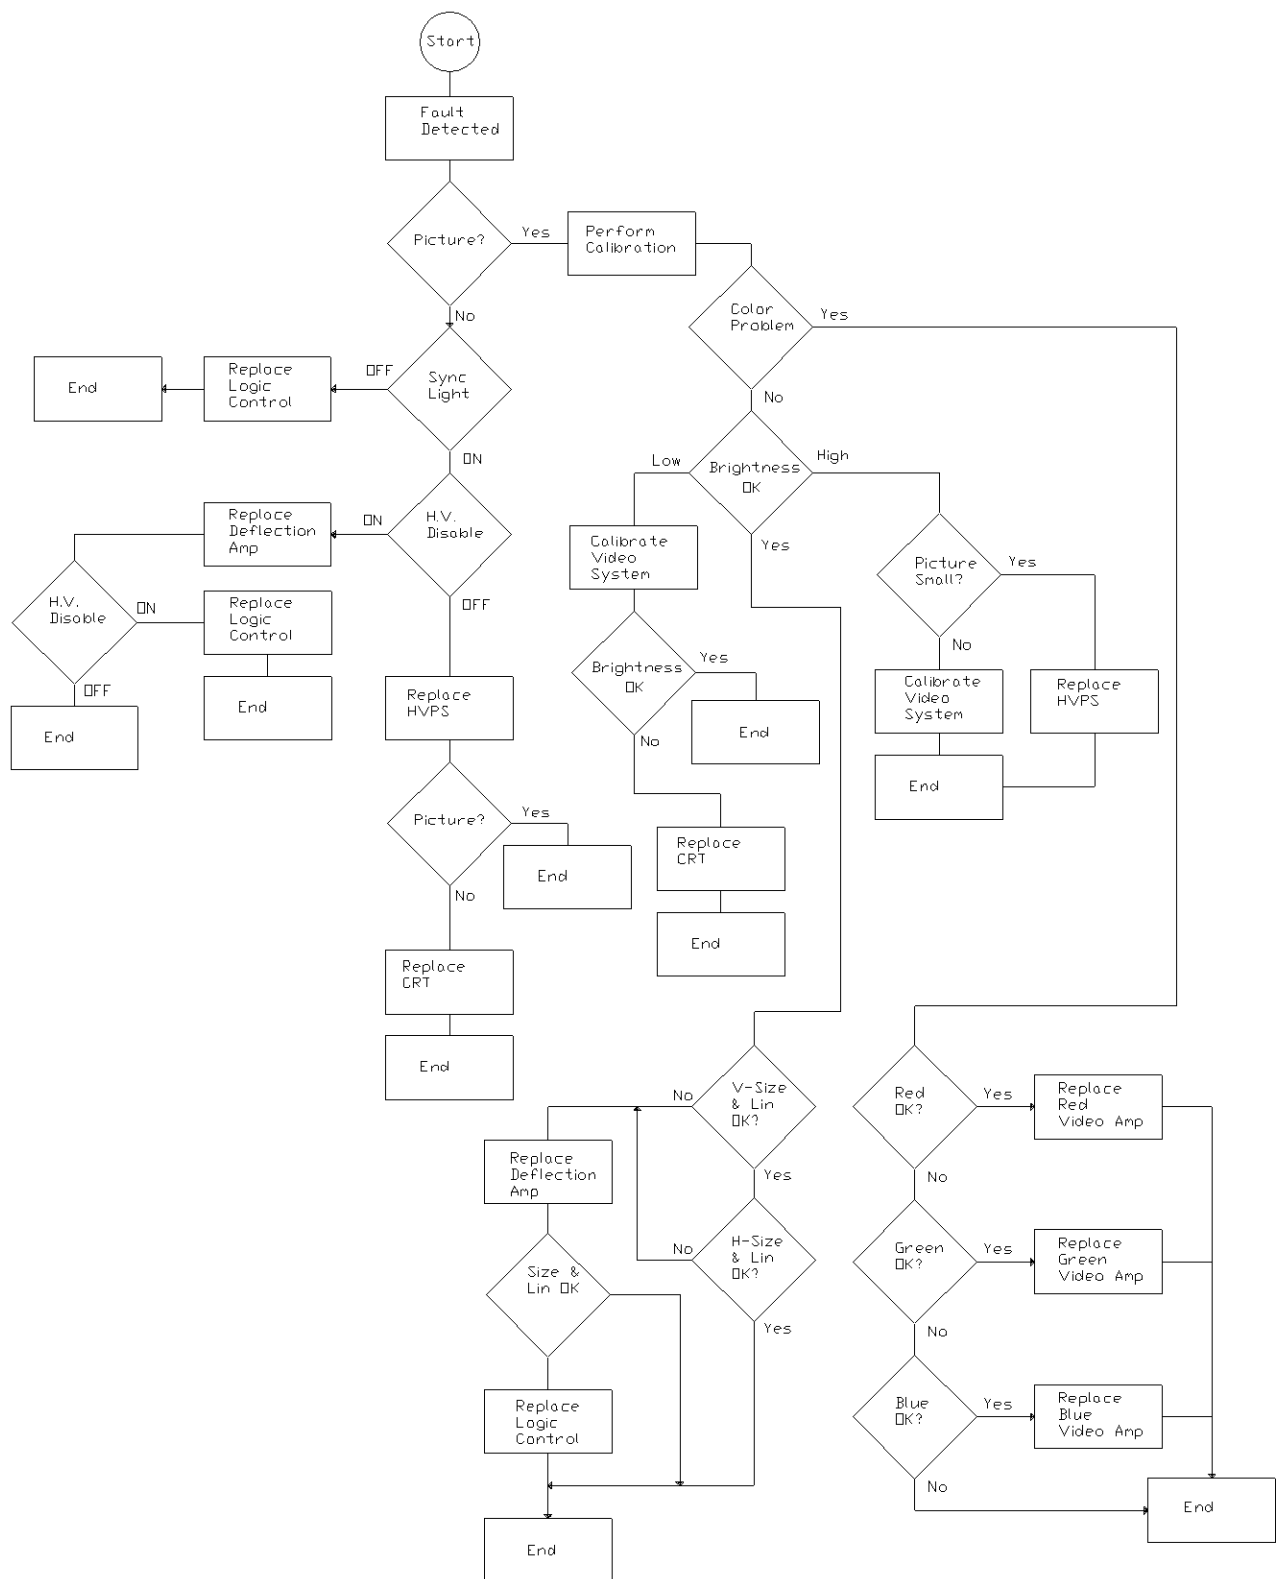 Start
Fault
Detected
Picture?
Yes
Perform
Calibration
No
Color
Problem
Yes
End
Replace
Logic
Control
OFF
Sync
Light
No
ON
Low
Brightness
OK
High
Replace
Deflection
Amp
ON
H.V.
Disable
Calibrate
Video
System
Yes
Picture
Small?
Yes
H.V.
Disable
ON
Replace
Logic
Control
OFF
Brightness
OK
Yes
No
OFF
End
Replace
HVPS
Calibrate
Video
System
Replace
HVPS
End
No
End
End
Picture?
Yes
End
Replace
CRT
No
End
Replace
CRT
End
End
No
V-Size
& Lin
OK?
Red
OK?
Yes
Replace
Red
Video Amp
Replace
Deflection
Amp
Yes
No
No
H-Size
& Lin
OK?
Green
OK?
Yes
Replace
Green
Video Amp
Size &
Lin OK
Yes
No
Replace
Logic
Control
Blue
OK?
Yes
Replace
Blue
Video Amp
No
End
End